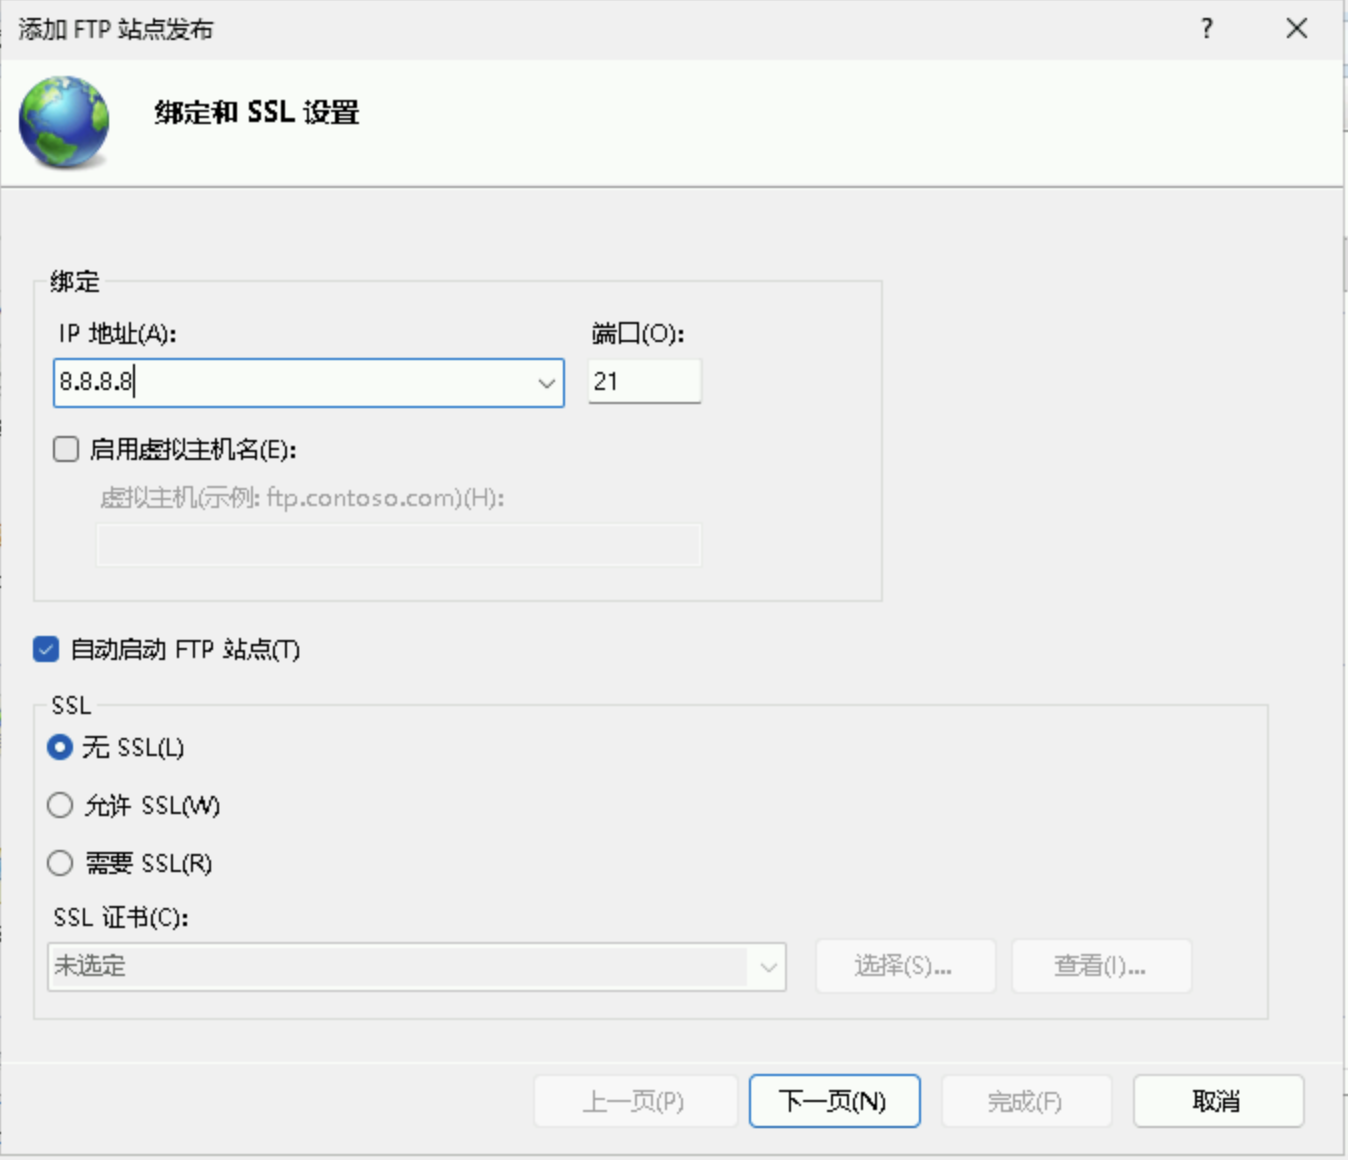 添加 FTP 站点发布
?
绑定和 SSL 设置
绑定
IP 地址(A): 端口(O):
8.8.8.8 21
启用虚拟主机名(E):
虚拟主机(示例: ftp.contoso.com)(H):
自动启动 FTP 站点(T)
SSL
无 SSL(L)
允许 SSL(W)
需要 SSL(R)
SSL 证书(C):
未选定 选择(S)... 查看(I)...
上一页(P) 下一页(N) 完成(F) 取消